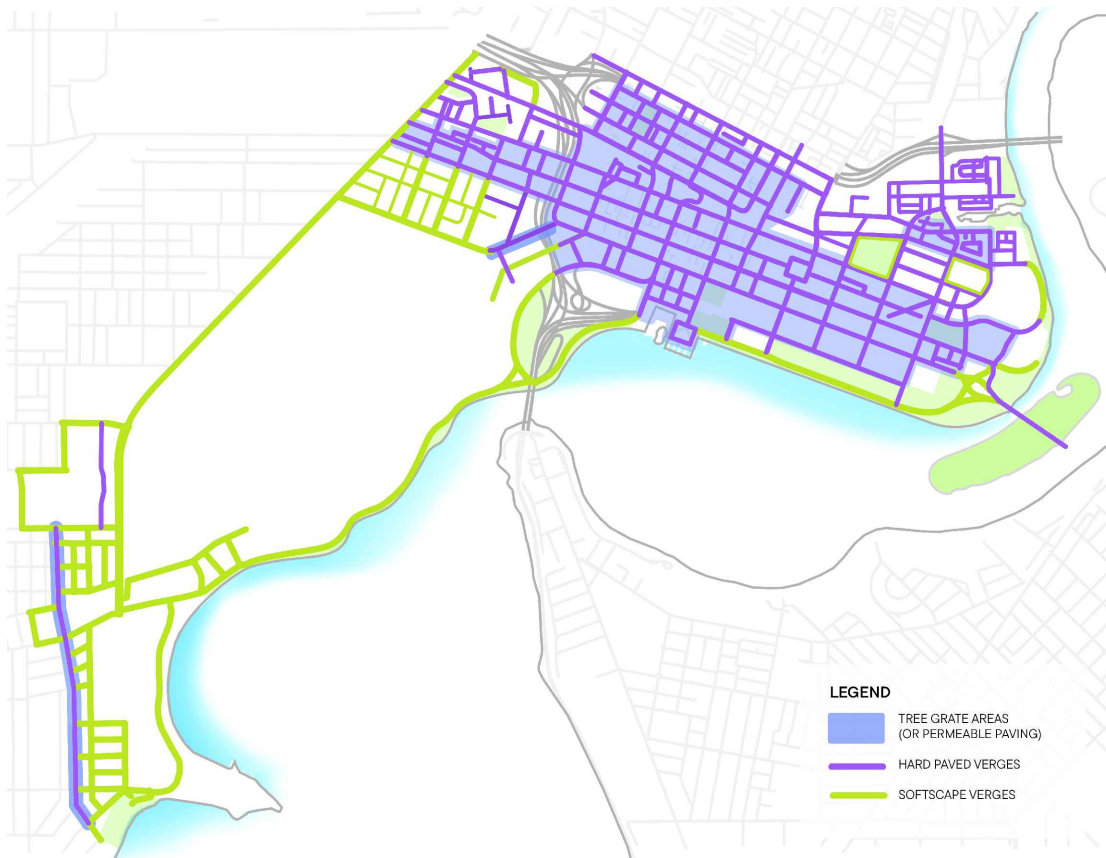 LEGEND
TREE GRATE AREAS
(OR PERMEABLE PAVING)
HARD PAVED VERGES
SOFTSCAPE VERGES